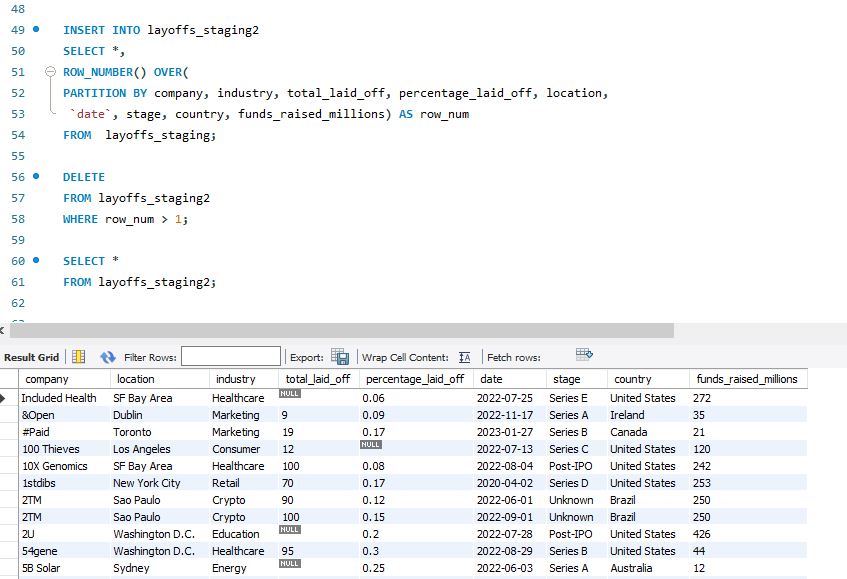 48
49 INSERT INTO layoffs_staging2
50 SELECT *,
51 ROW_NUMBER() OVER(
52 PARTITION BY company, industry, total_laid_off, percentage_laid_off, location,
53 `date`, stage, country, funds_raised_millions) AS row_num
54 FROM layoffs_staging;
55
56 DELETE
57 FROM layoffs_staging2
58 WHERE row_num > 1;
59
60 SELECT *
61 FROM layoffs_staging2;
62
Result Grid Filter Rows: Export: Wrap Cell Content: IA Fetch rows:
company location industry total_laid_off percentage_laid_off date stage country funds_raised_millions
Included Health SF Bay Area Healthcare NULL 0.06 2022-07-25 Series E United States 272
&Open Dublin Marketing 9 0.09 2022-11-17 Series A Ireland 35
#Paid Toronto Marketing 19 0.17 2023-01-27 Series B Canada 21
100 Thieves Los Angeles Consumer 12 NULL 2022-07-13 Series C United States 120
10X Genomics SF Bay Area Healthcare 100 0.08 2022-08-04 Post-IPO United States 242
1stdibs New York City Retail 70 0.17 2020-04-02 Series D United States 253
2TM Sao Paulo Crypto 90 0.12 2022-06-01 Unknown Brazil 250
2TM Sao Paulo Crypto 100 0.15 2022-09-01 Unknown Brazil 250
2U Washington D.C. Education NULL 0.2 2022-07-28 Post-IPO United States 426
54gene Washington D.C. Healthcare 95 0.3 2022-08-29 Series B United States 44
5B Solar Sydney Energy NULL 0.25 2022-06-03 Series A Australia 12